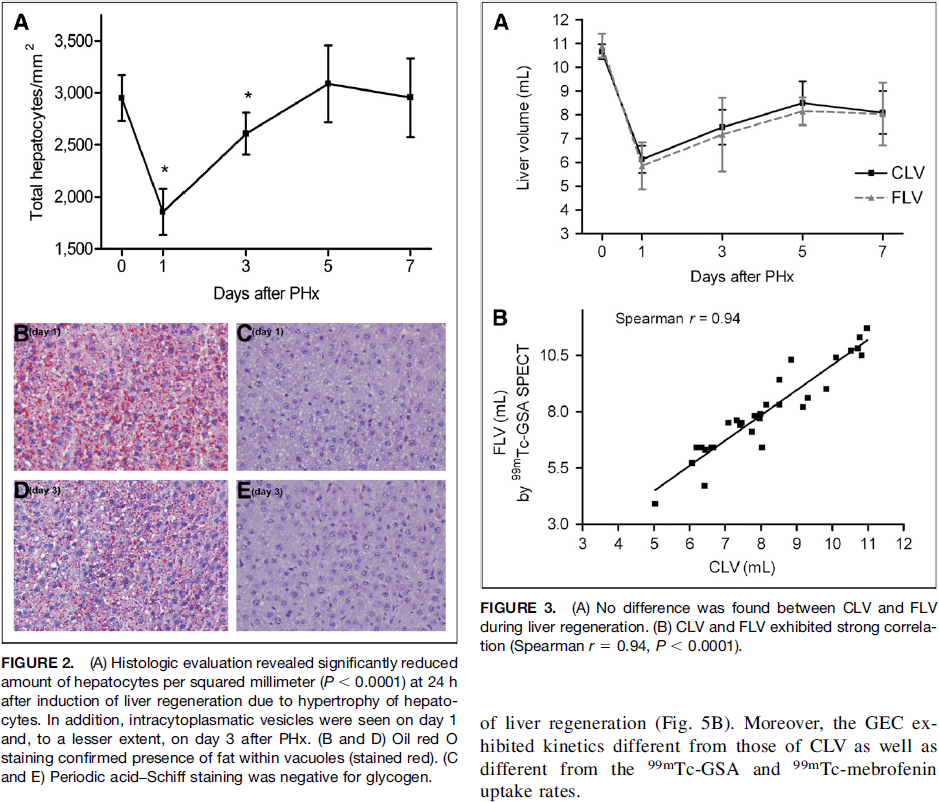 A
Total hepatocytes/mm2
3,500
3,000
2,500
2,000
1,500
*
*
0 1 3 5 7
Days after PHx
B (day 1)
C (day 1)
D (day 3)
E (day 3)
FIGURE 2. (A) Histologic evaluation revealed significantly reduced
amount of hepatocytes per squared millimeter (P < 0.0001) at 24 h
after induction of liver regeneration due to hypertrophy of hepato-
cytes. In addition, intracytoplasmatic vesicles were seen on day 1
and, to a lesser extent, on day 3 after PHx. (B and D) Oil red O
staining confirmed presence of fat within vacuoles (stained red). (C
and E) Periodic acid–Schiff staining was negative for glycogen.
A
Liver volume (mL)
12
11
10
9
8
7
6
5
4
3
CLV
FLV
0 1 3 5 7
Days after PHx
B
Spearman r = 0.94
FLV (mL)
by 99mTc-GSA SPECT
10.5
8.0
5.5
3.0
3 4 5 6 7 8 9 10 11 12
CLV (mL)
FIGURE 3. (A) No difference was found between CLV and FLV
during liver regeneration. (B) CLV and FLV exhibited strong correla-
tion (Spearman r = 0.94, P < 0.0001).
of liver regeneration (Fig. 5B). Moreover, the GEC ex-
hibited kinetics different from those of CLV as well as
different from the 99mTc-GSA and 99mTc-mebrofenin
uptake rates.